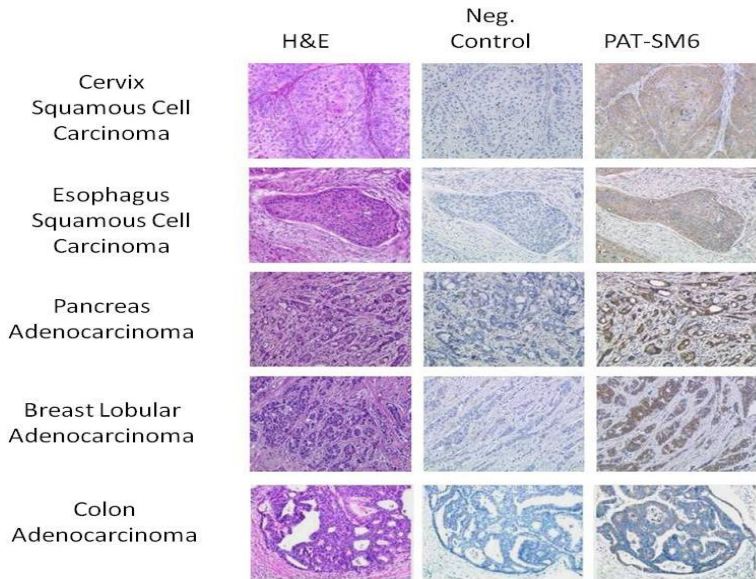 H&E
Neg.
Control
PAT-SM6
Cervix
Squamous Cell
Carcinoma
Esophagus
Squamous Cell
Carcinoma
Pancreas
Adenocarcinoma
Breast Lobular
Adenocarcinoma
Colon
Adenocarcinoma